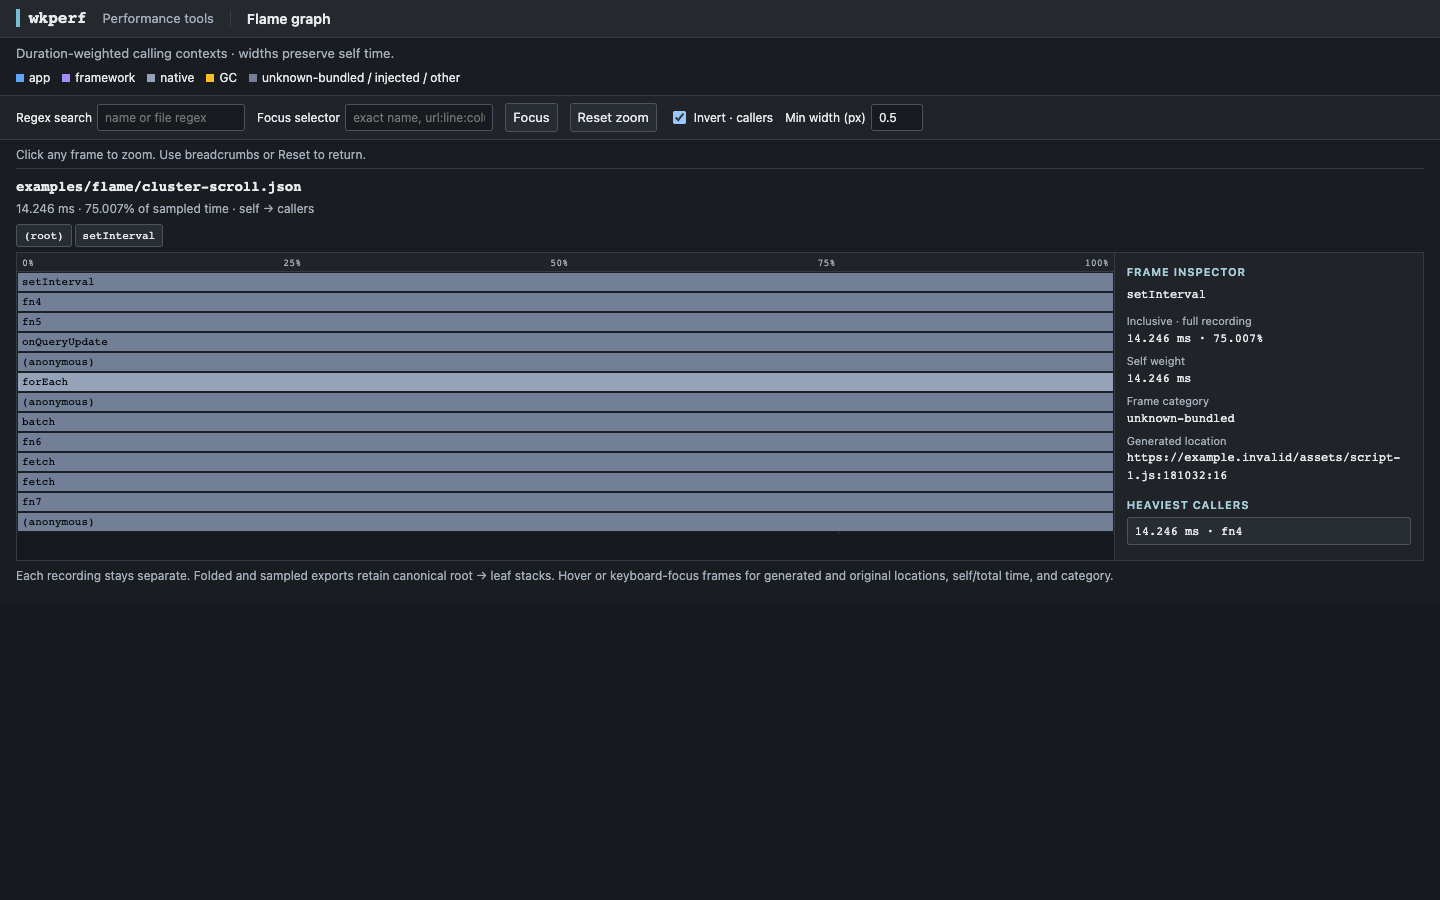 wkperf Performance tools Flame graph
Duration-weighted calling contexts · widths preserve self time.
app framework native GC unknown-bundled / injected / other
Regex search name or file regex Focus selector exact name, url:line:col Focus Reset zoom Invert · callers Min width (px) 0.5
Click any frame to zoom. Use breadcrumbs or Reset to return.
examples/flame/cluster-scroll.json
14.246 ms · 75.007% of sampled time · self → callers
(root) setInterval
0% 25% 50% 75% 100%
setInterval
fn4
fn5
onQueryUpdate
(anonymous)
forEach
(anonymous)
batch
fn6
fetch
fetch
fn7
(anonymous)
FRAME INSPECTOR
setInterval
Inclusive · full recording
14.246 ms · 75.007%
Self weight
14.246 ms
Frame category
unknown-bundled
Generated location
https://example.invalid/assets/script-
1.js:181032:16
HEAVIEST CALLERS
14.246 ms · fn4
Each recording stays separate. Folded and sampled exports retain canonical root → leaf stacks. Hover or keyboard-focus frames for generated and original locations, self/total time, and category.